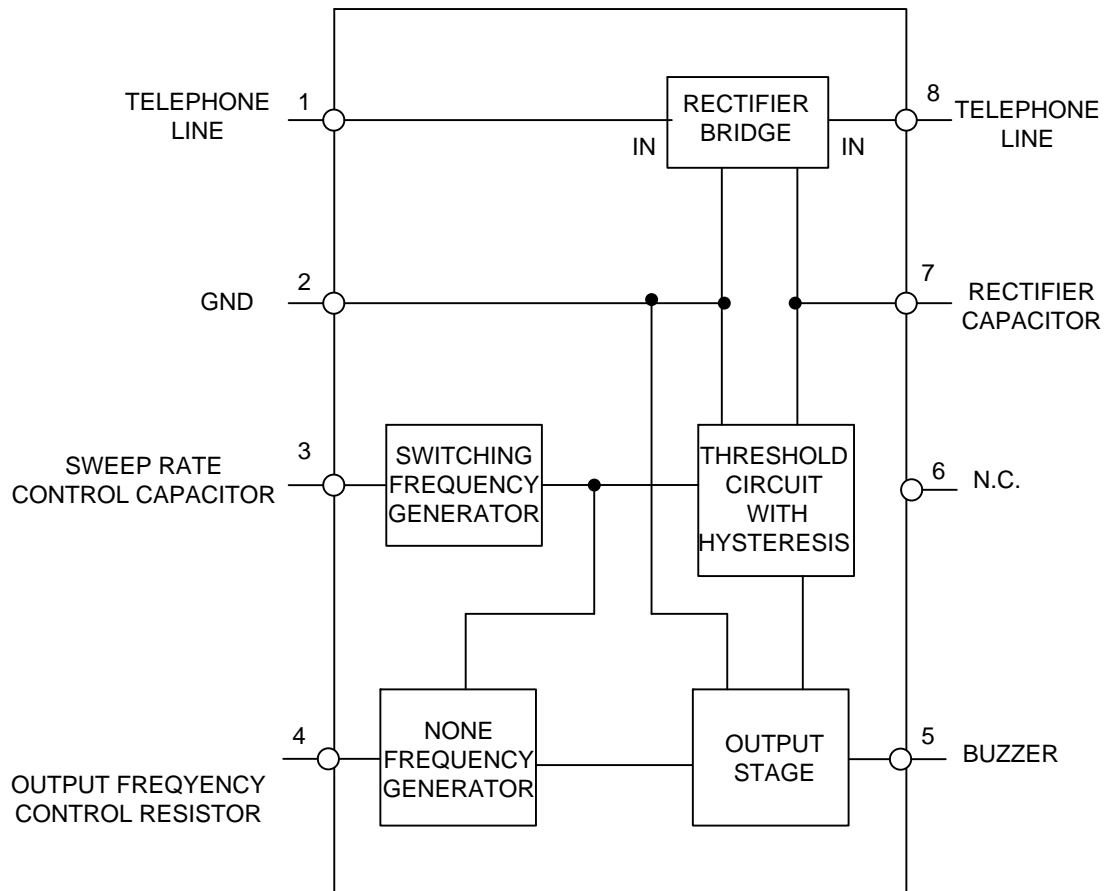 TELEPHONE
LINE
1
RECTIFIER
BRIDGE
IN
IN
8
TELEPHONE
LINE
GND
2
7
RECTIFIER
CAPACITOR
SWEEP RATE
CONTROL CAPACITOR
3
SWITCHING
FREQUENCY
GENERATOR
THRESHOLD
CIRCUIT
WITH
HYSTERESIS
6
N.C.
OUTPUT FREQYENCY
CONTROL RESISTOR
4
NONE
FREQUENCY
GENERATOR
OUTPUT
STAGE
5
BUZZER